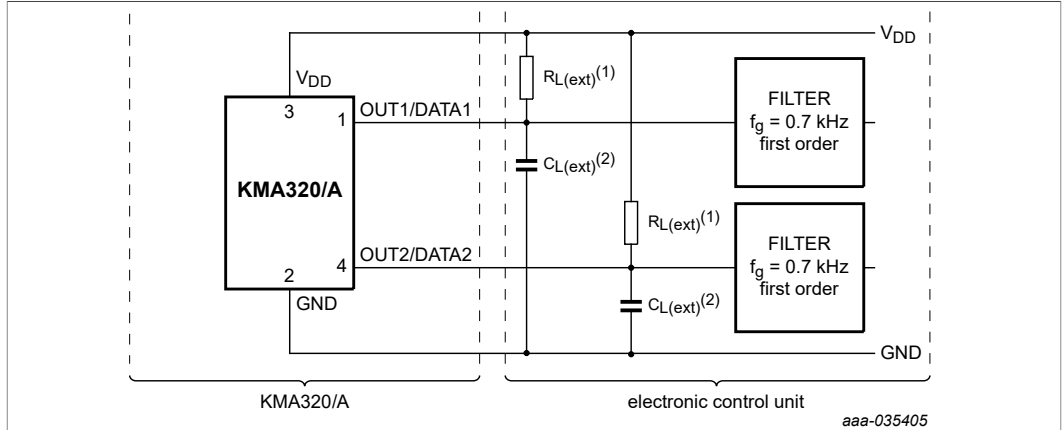 V_DD
R_L(ext)(1)
V_DD
FILTER
f_g = 0.7 kHz
first order
3
1
OUT1/DATA1
C_L(ext)(2)
KMA320/A
R_L(ext)(1)
FILTER
f_g = 0.7 kHz
first order
4
OUT2/DATA2
2
GND
C_L(ext)(2)
GND
KMA320/A
electronic control unit
aaa-035405